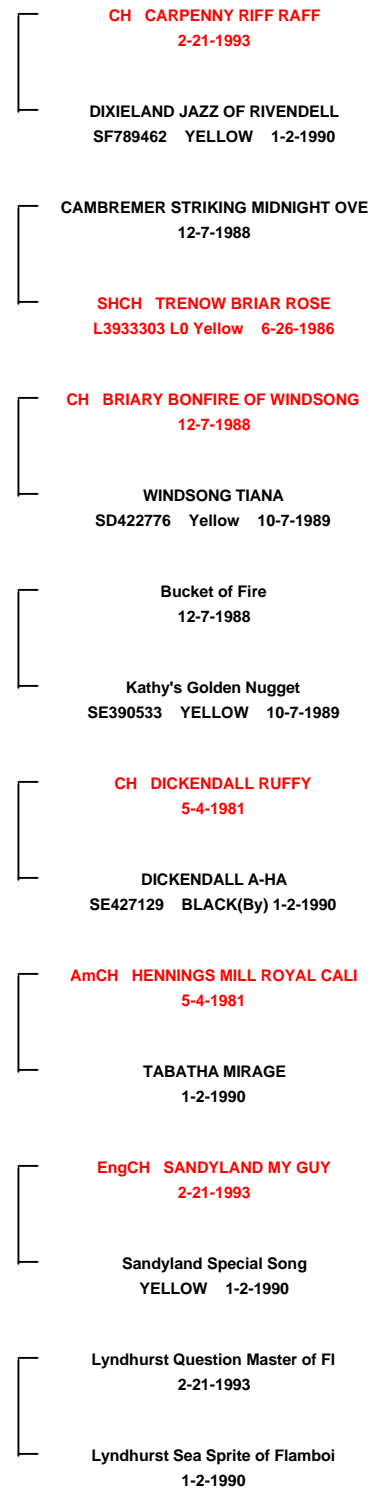 CH CARPENNY RIFF RAFF
2-21-1993
DIXIELAND JAZZ OF RIVENDELL
SF789462 YELLOW 1-2-1990
CAMBREMER STRIKING MIDNIGHT OVE
12-7-1988
SHCH TRENOW BRIAR ROSE
L3933303 L0 Yellow 6-26-1986
CH BRIARY BONFIRE OF WINDSONG
12-7-1988
WINDSONG TIANA
SD422776 Yellow 10-7-1989
Bucket of Fire
12-7-1988
Kathy's Golden Nugget
SE390533 YELLOW 10-7-1989
CH DICKENDALL RUFFY
5-4-1981
DICKENDALL A-HA
SE427129 BLACK(By) 1-2-1990
AmCH HENNINGS MILL ROYAL CALI
5-4-1981
TABATHA MIRAGE
1-2-1990
EngCH SANDYLAND MY GUY
2-21-1993
Sandyland Special Song
YELLOW 1-2-1990
Lyndhurst Question Master of Fl
2-21-1993
Lyndhurst Sea Sprite of Flamboi
1-2-1990